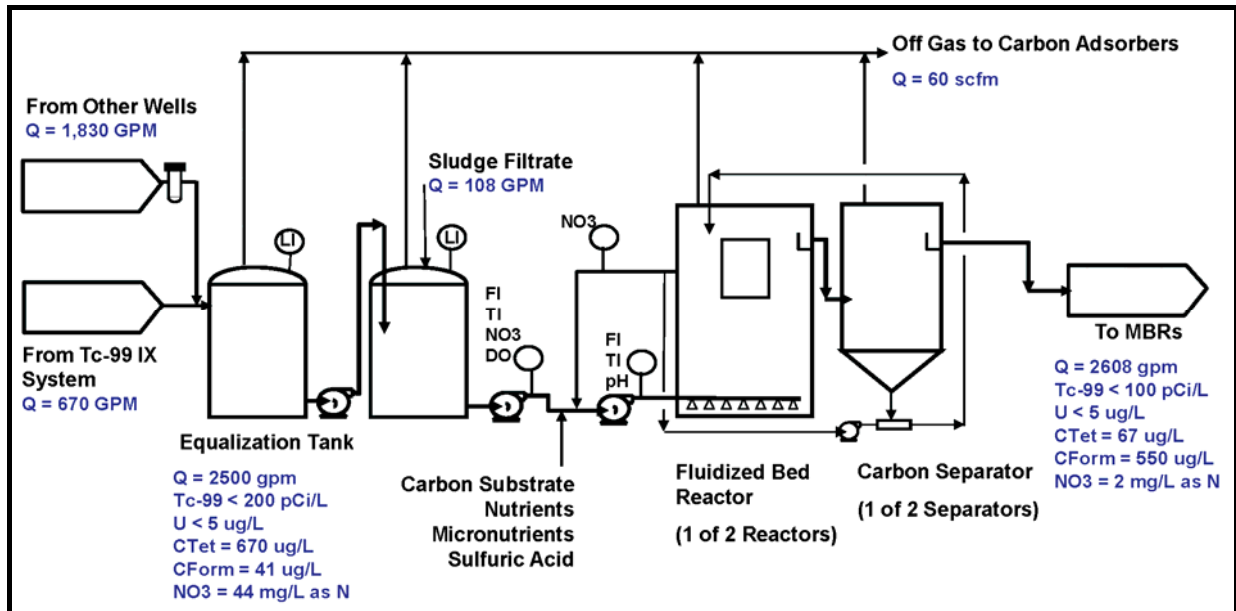 Off Gas to Carbon Adsorbers
Q = 60 scfm
From Other Wells
Q = 1,830 GPM
Sludge Filtrate
Q = 108 GPM
LI
LI
NO3
FI
TI
NO3
DO
FI
TI
pH
From Tc-99 IX
System
Q = 670 GPM
To MBRs
Q = 2608 gpm
Tc-99 < 100 pCi/L
U < 5 ug/L
CTet = 67 ug/L
CForm = 550 ug/L
NO3 = 2 mg/L as N
Equalization Tank
Q = 2500 gpm
Tc-99 < 200 pCi/L
U < 5 ug/L
CTet = 670 ug/L
CForm = 41 ug/L
NO3 = 44 mg/L as N
Carbon Substrate
Nutrients
Micronutrients
Sulfuric Acid
Fluidized Bed
Reactor
(1 of 2 Reactors)
Carbon Separator
(1 of 2 Separators)